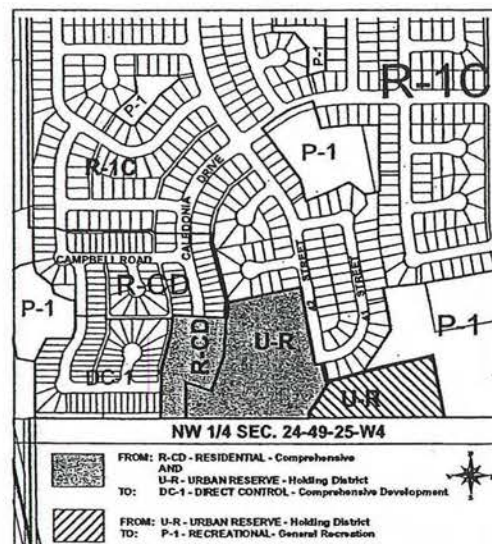 P-1
P-1
R-1C
P-1
R-1C
CALEDONIA DRIVE
CAMPBELL ROAD
R-CD
42 STREET
41 STREET
P-1
P-1
R-CD
U-R
DC-1
U-R
NW 1/4 SEC. 24-49-25-W4
FROM: R-CD - RESIDENTIAL - Comprehensive
AND
U-R - URBAN RESERVE - Holding District
TO: DC-1 - DIRECT CONTROL - Comprehensive Development
FROM: U-R - URBAN RESERVE - Holding District
TO: P-1 - RECREATIONAL - General Recreation